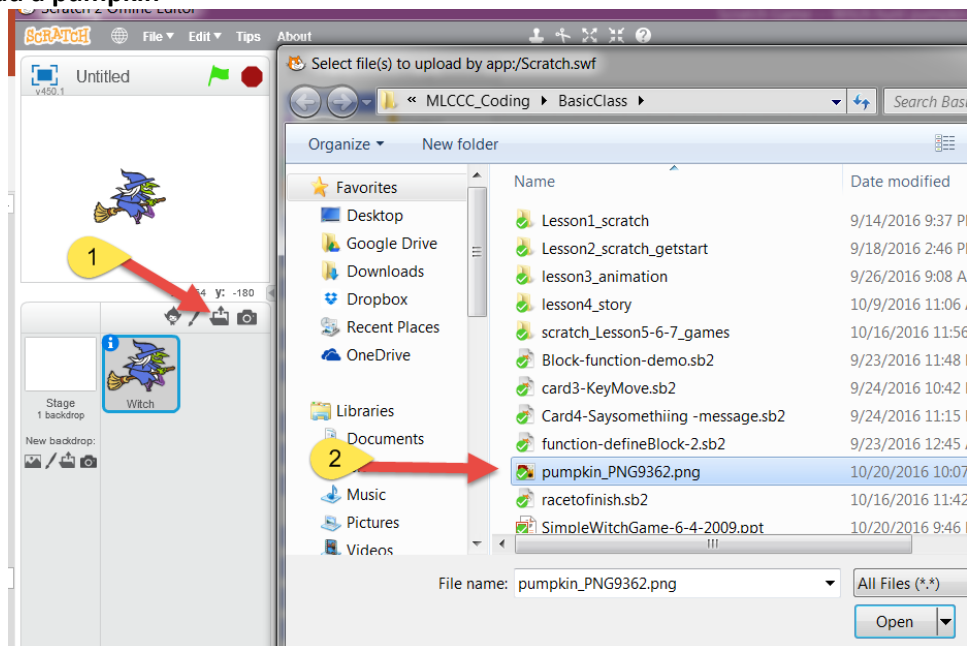 Scratch 2 Offline Editor
SCRATCH File Edit Tips About
Untitled
v450.1
1
y: -180
Witch
Stage
1 backdrop
New backdrop:
Select file(s) to upload by app:/Scratch.swf
« MLCCC_Coding BasicClass
Organize New folder
Favorites
Desktop
Google Drive
Downloads
Dropbox
Recent Places
OneDrive
Libraries
Documents
2
Music
Pictures
Videos
Name Date modified
Lesson1_scratch 9/14/2016 9:37
Lesson2_scratch_getstart 9/18/2016 2:46
lesson3_animation 9/26/2016 9:08
lesson4_story 10/9/2016 11:06
scratch_Lesson5-6-7_games 10/16/2016 11:56
Block-function-demo.sb2 9/23/2016 11:48
card3-KeyMove.sb2 9/24/2016 10:42
Card4-Saysomethiing -message.sb2 9/24/2016 11:15
function-defineBlock-2.sb2 9/23/2016 12:45
pumpkin_PNG9362.png 10/20/2016 10:07
racetofinish.sb2 10/16/2016 11:42
SimpleWitchGame-6-4-2009.ppt 10/20/2016 9:46
File name: pumpkin_PNG9362.png All Files (*.*)
Open